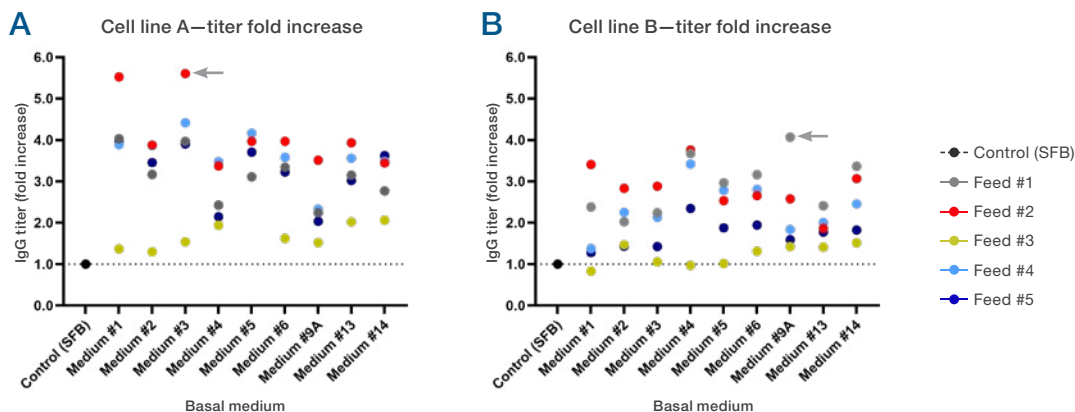 A
Cell line A—titer fold increase
IgG titer (fold increase)
6.0
5.0
4.0
3.0
2.0
1.0
0.0
Control (SFB)
Medium #1
Medium #2
Medium #3
Medium #4
Medium #5
Medium #6
Medium #9A
Medium #13
Medium #14
Basal medium
B
Cell line B—titer fold increase
IgG titer (fold increase)
6.0
5.0
4.0
3.0
2.0
1.0
0.0
Control (SFB)
Medium #1
Medium #2
Medium #3
Medium #4
Medium #5
Medium #6
Medium #9A
Medium #13
Medium #14
Basal medium
Control (SFB)
Feed #1
Feed #2
Feed #3
Feed #4
Feed #5